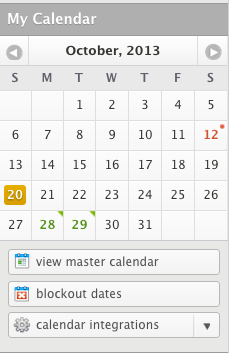 My Calendar
October, 2013
S M T W T F S
1 2 3 4 5
6 7 8 9 10 11 12
13 14 15 16 17 18 19
20 21 22 23 24 25 26
27 28 29 30 31
view master calendar
blockout dates
calendar integrations